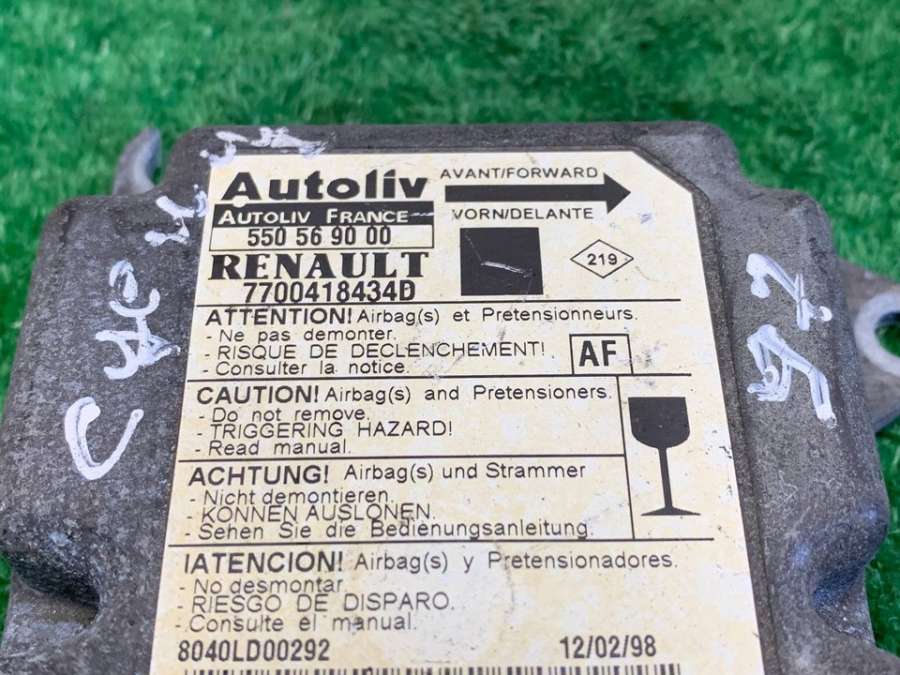 Autoliv
AVANT/FORWARD
AUTOLIV FRANCE
VORN/DELANTE
550 56 90 00
RENAULT
219
7700418434D
ATTENTION! Airbag(s) et Pretensionneurs.
- Ne pas demonter.
- RISQUE DE DECLENCHEMENT!
- Consulter la notice.
AF
CAUTION! Airbag(s) and Pretensioners.
- Do not remove.
- TRIGGERING HAZARD!
- Read manual.
ACHTUNG! Airbag(s) und Strammer
- Nicht demontieren.
- KONNEN AUSLONEN.
- Sehen Sie die Bedienungsanleitung.
IATENCION! Airbag(s) y Pretensionadores.
- No desmontar.
- RIESGO DE DISPARO.
- Consulte el manual.
8040LD00292 12/02/98